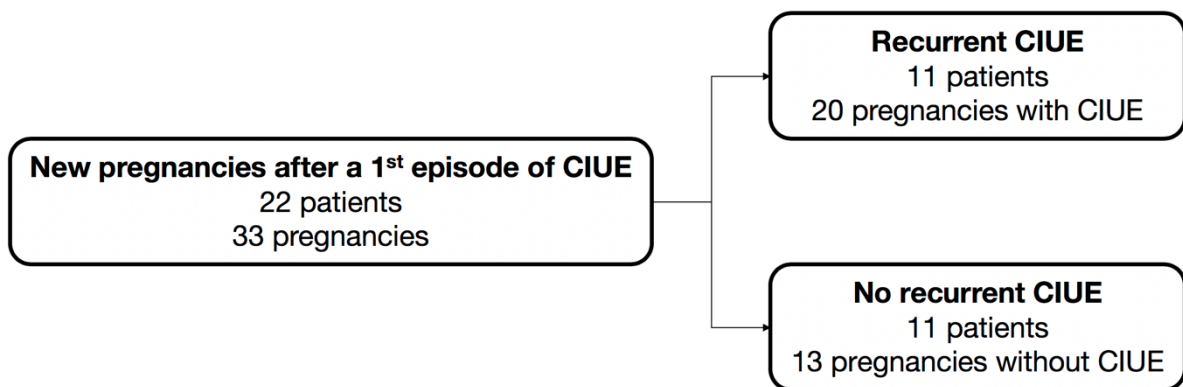 Recurrent CIUE
11 patients
20 pregnancies with CIUE
New pregnancies after a 1st episode of CIUE
22 patients
33 pregnancies
No recurrent CIUE
11 patients
13 pregnancies without CIUE